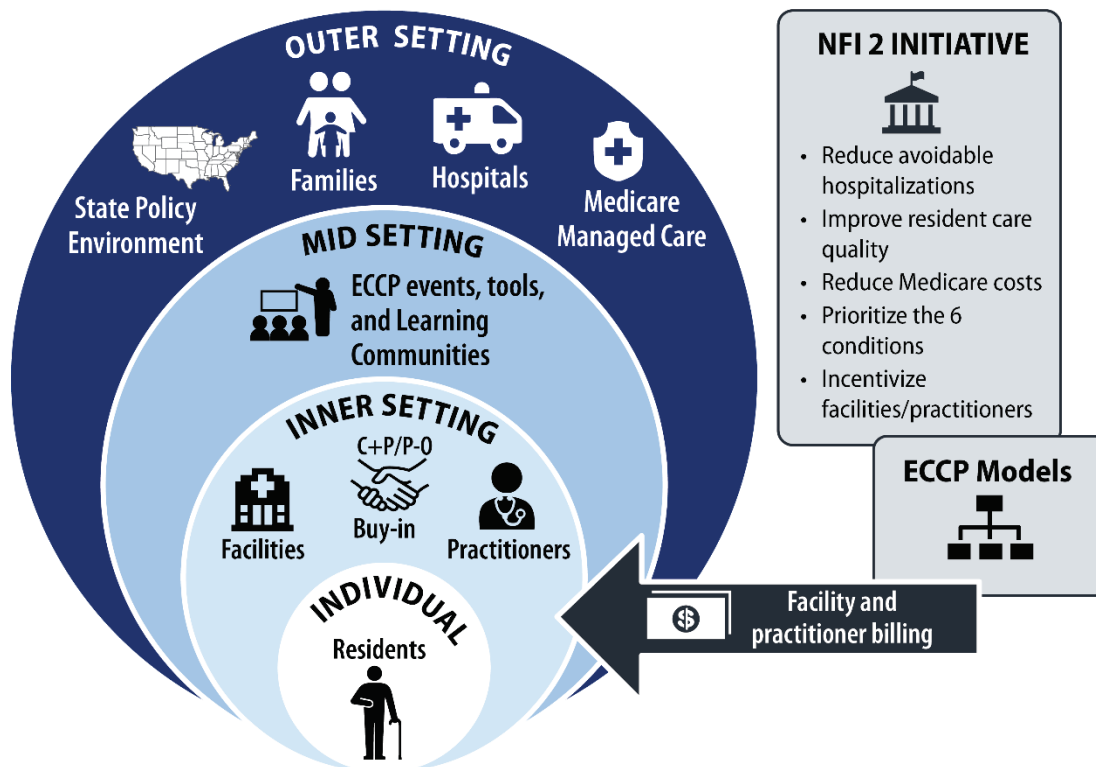 OUTER SETTING
State Policy
Environment
Families
Hospitals
Medicare
Managed Care
MID SETTING
ECCP events, tools,
and Learning
Communities
INNER SETTING
C+P/P-O
Facilities
Buy-in
Practitioners
INDIVIDUAL
Residents
NFI 2 INITIATIVE
• Reduce avoidable
hospitalizations
• Improve resident care
quality
• Reduce Medicare costs
• Prioritize the 6
conditions
• Incentivize
facilities/practitioners
ECCP Models
$
Facility and
practitioner billing